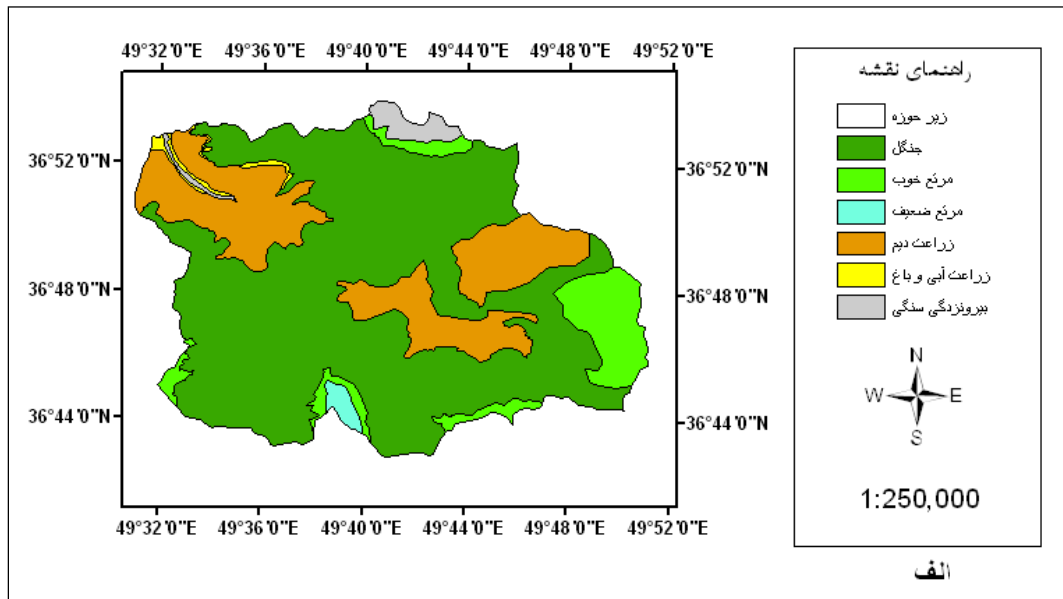 49°32'0"E 49°36'0"E 49°40'0"E 49°44'0"E 49°48'0"E 49°52'0"E
36°52'0"N 36°52'0"N
36°48'0"N 36°48'0"N
36°44'0"N 36°44'0"N
49°32'0"E 49°36'0"E 49°40'0"E 49°44'0"E 49°48'0"E 49°52'0"E
راهنمای نقشه
زیر حوزه
جنگل
مرتع خوب
مرتع ضعیف
زراعت دیم
زراعت آبی و باغ
بیرونزدگی سنگی
N
W E
S
1:250,000
الف